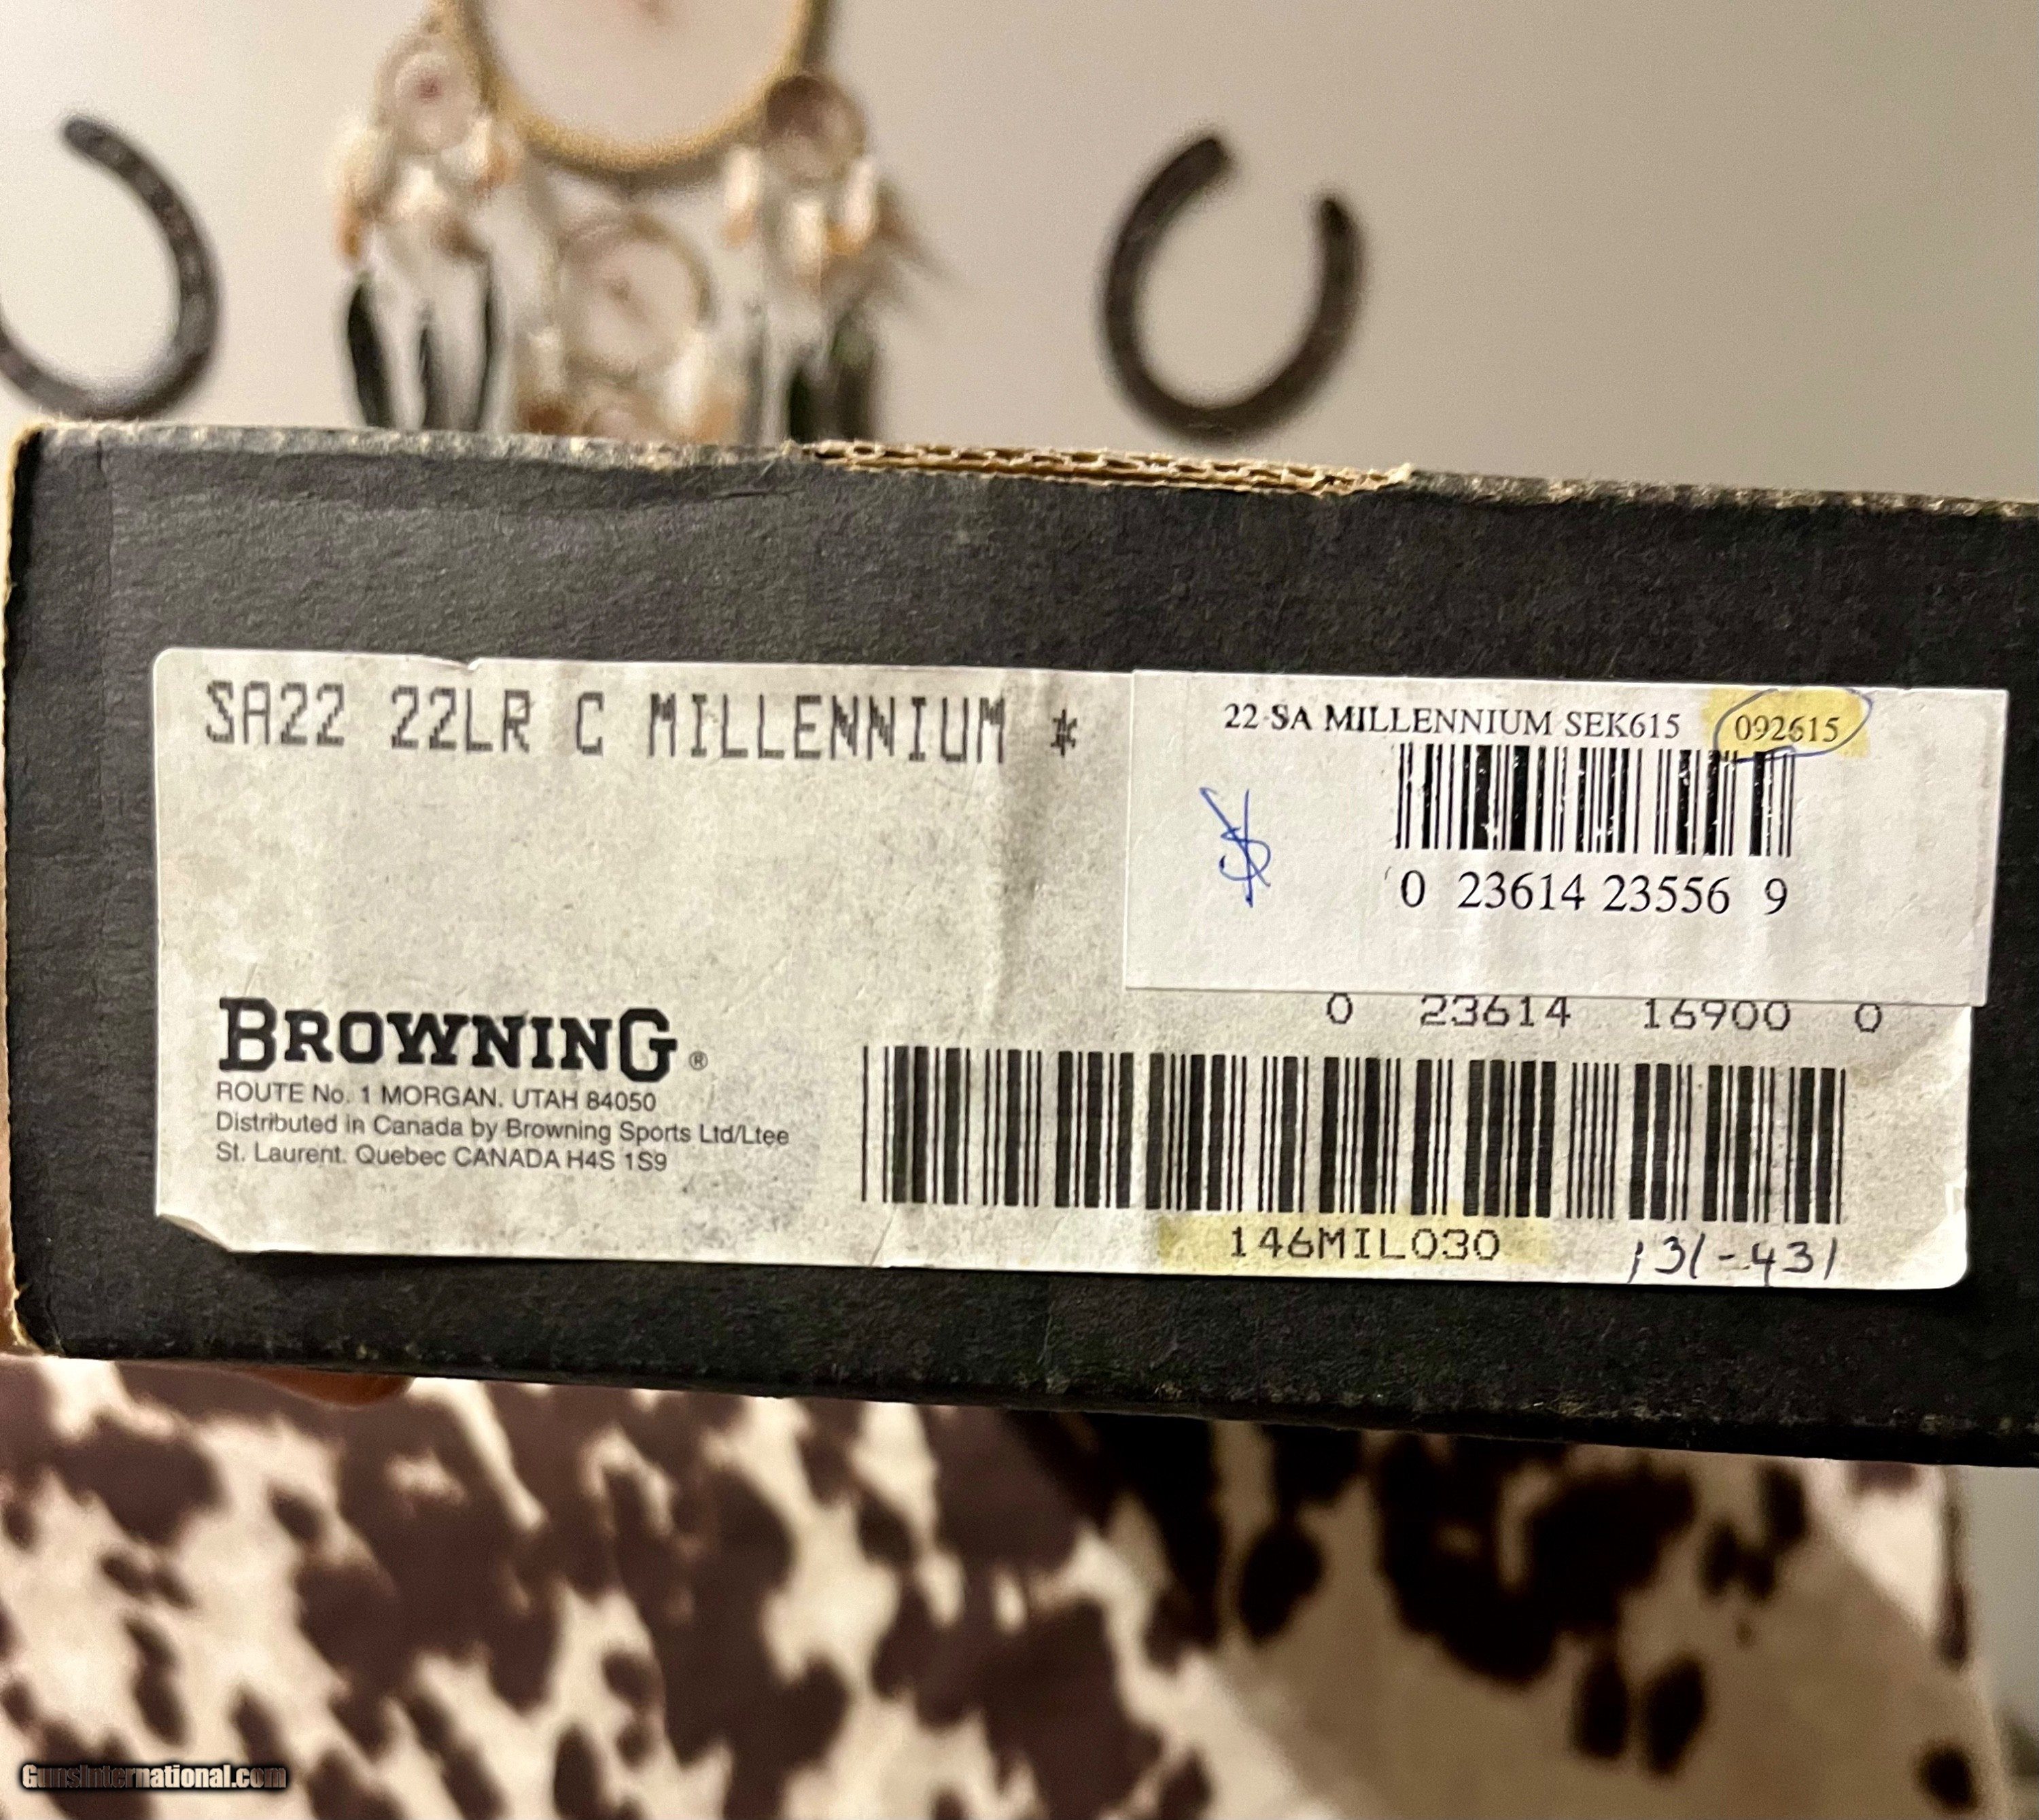 SA22 22LR C MILLENNIUM *
22 SA MILLENNIUM SEK615 092615
$
0 23614 23556 9
0 23614 16900 0
BROWNING®
ROUTE No. 1 MORGAN. UTAH 84050
Distributed in Canada by Browning Sports Ltd/Ltee
St. Laurent. Quebec CANADA H4S 1S9
146MIL030 131-431
GunsInternational.com